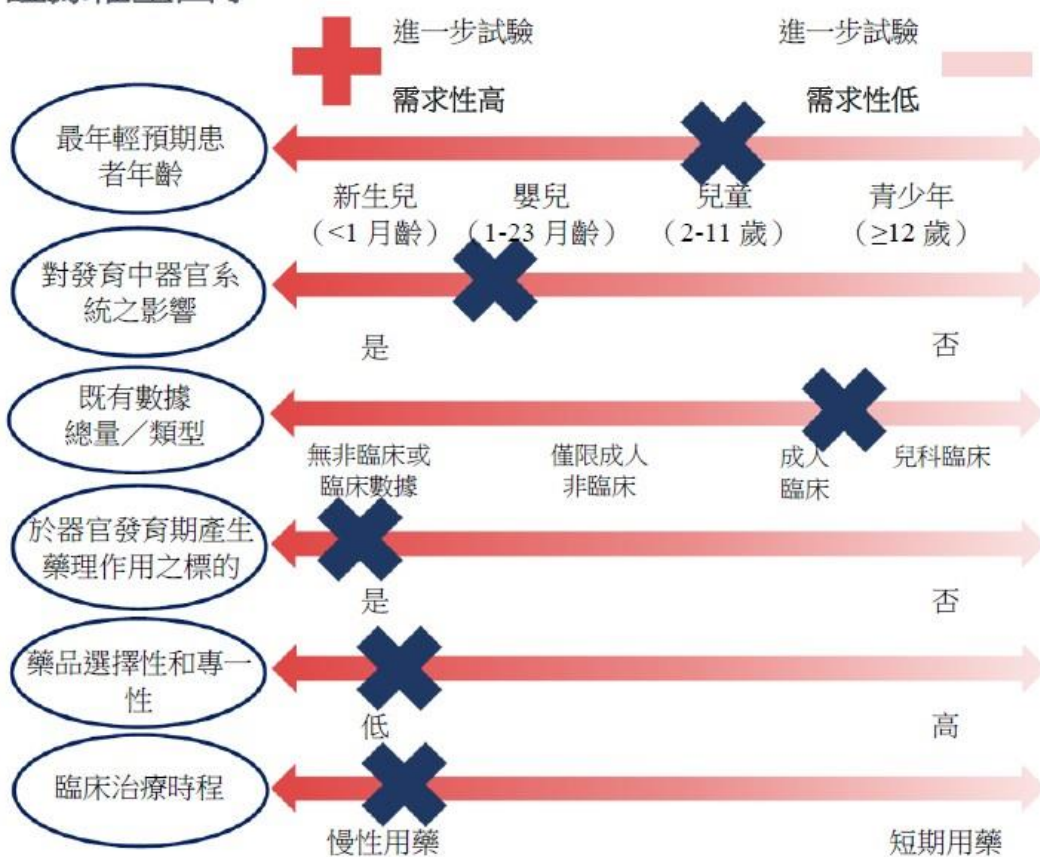 進一步試驗
需求性高
進一步試驗
需求性低
最年輕預期患
者年齡
新生兒
(<1 月齡)
嬰兒
(1-23 月齡)
兒童
(2-11 歲)
青少年
(≥12 歲)
對發育中器官系
統之影響
是
否
既有數據
總量／類型
無非臨床或
臨床數據
僅限成人
非臨床
成人
臨床
兒科臨床
於器官發育期產生
藥理作用之標的
是
否
藥品選擇性和專一
性
低
高
臨床治療時程
慢性用藥
短期用藥